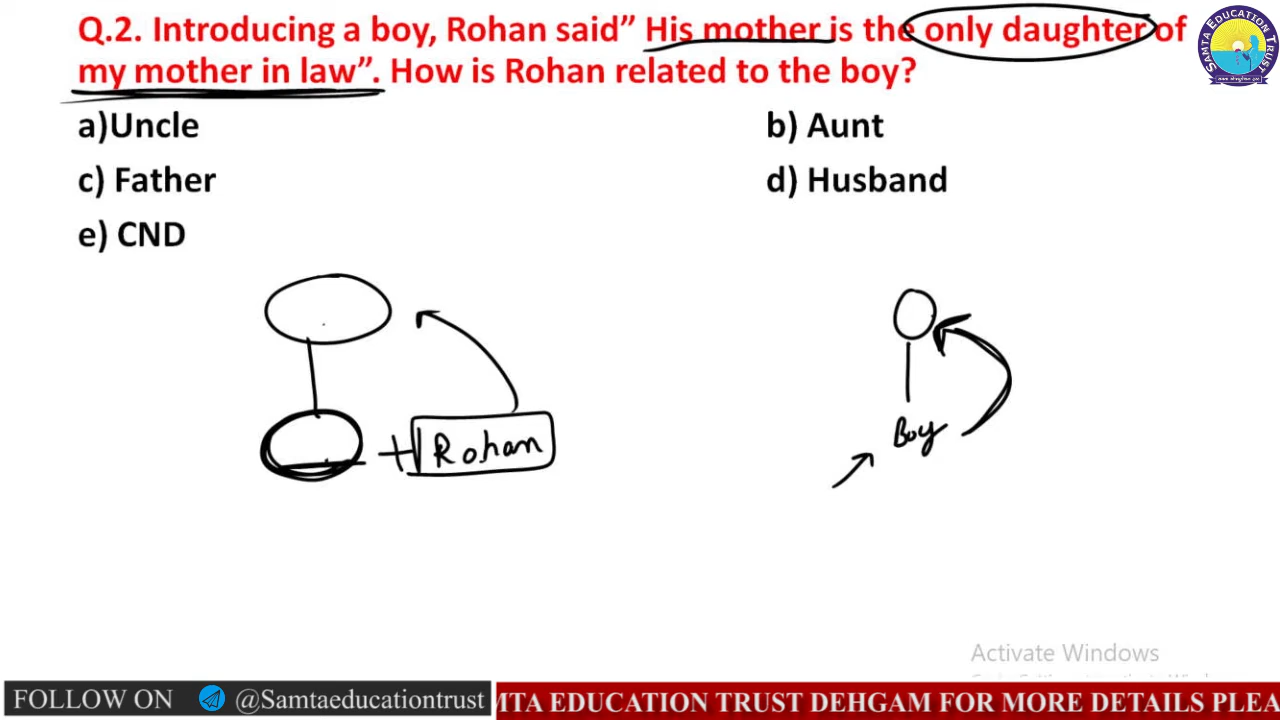 Q.2. Introducing a boy, Rohan said” His mother is the only daughter of
my mother in law”. How is Rohan related to the boy?
a)Uncle
b) Aunt
c) Father
d) Husband
e) CND
Rohan
Boy
SAMTA EDUCATION TRUST
Activate Windows
FOLLOW ON @Samtaeducationtrust
MTA EDUCATION TRUST DEHGAM FOR MORE DETAILS PLEA